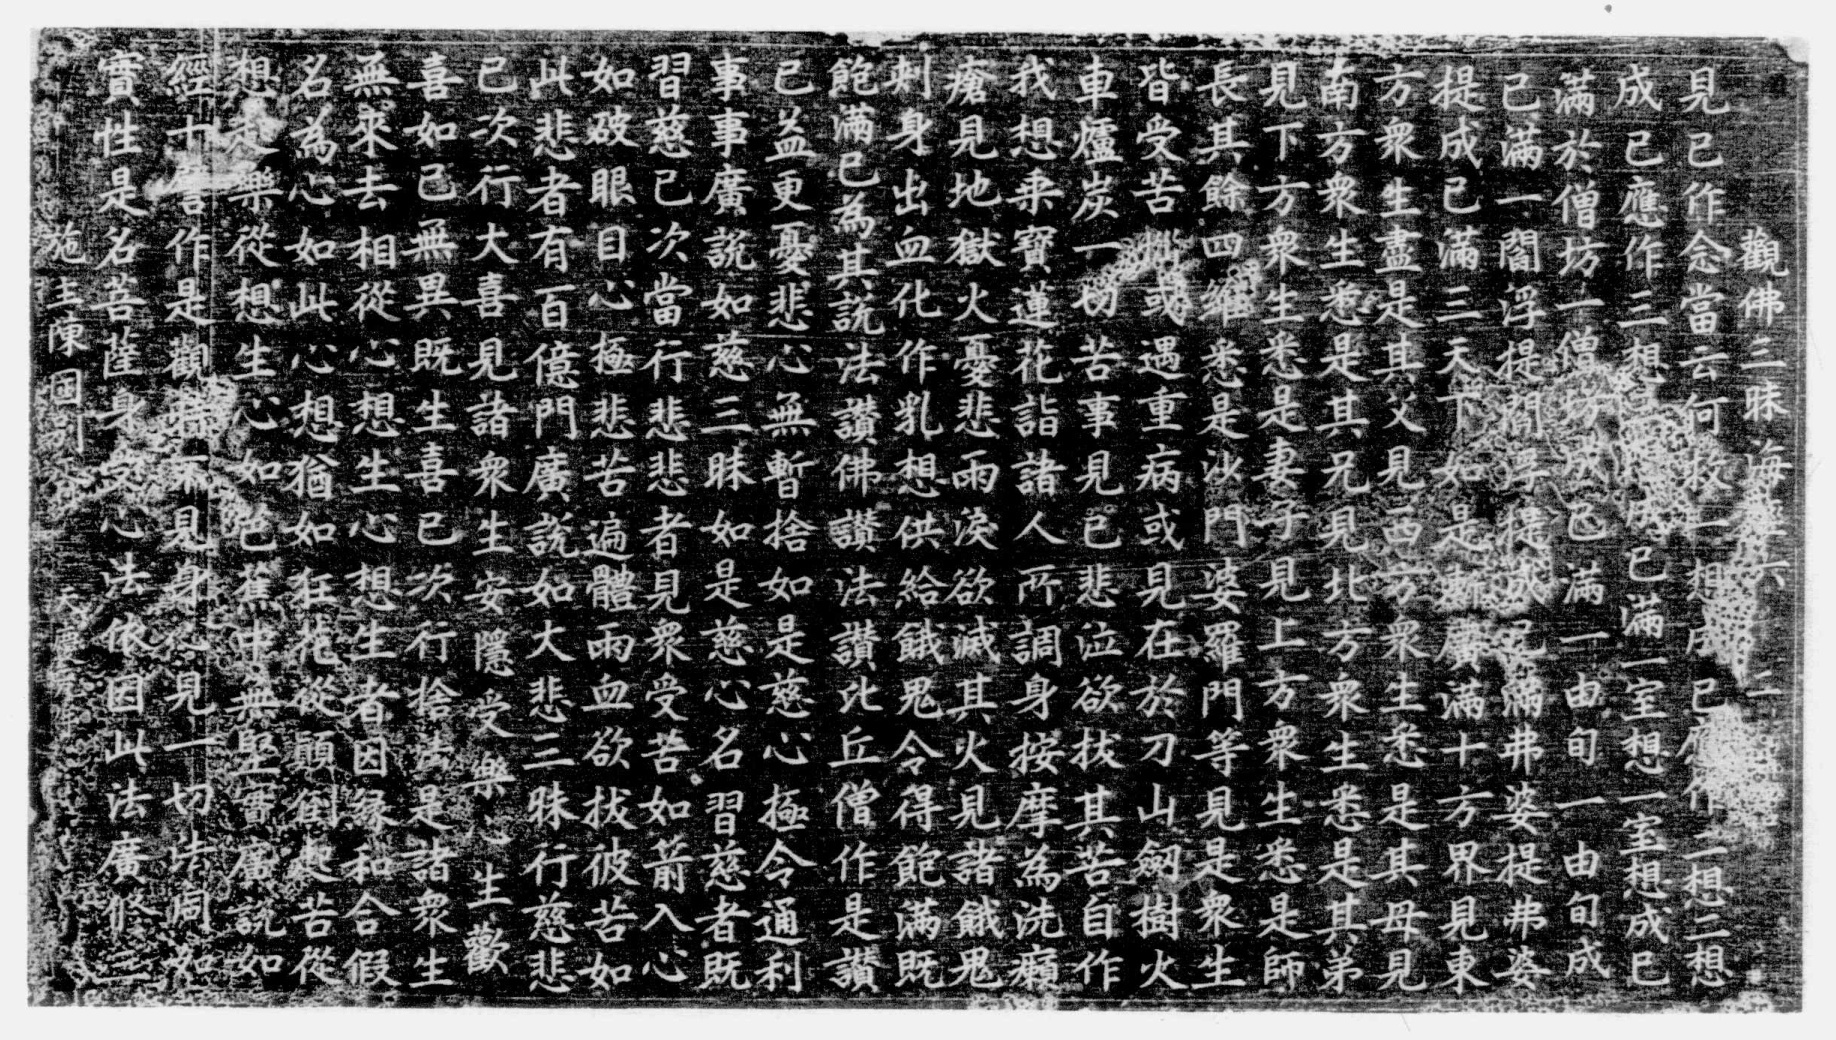 觀佛三昧海第六 二
見已作念當云何救一想成已應作二想三想
成已應作三想成已滿一室想一室想成已
滿於僧坊一僧坊成已滿一由旬一由旬成
已滿一閻浮提閻浮提成已滿弗婆提弗婆
提成已滿三天下如是漸廣滿十方界見東
方衆生盡是其父見西方衆生悉是其母見
南方衆生悉是其兄見北方衆生悉是其弟
見下方衆生悉是妻子見上方衆生悉是師
長其餘四維悉是沙門婆羅門等見是衆生
皆受苦惱或遇重病或見在於刀山劒樹火
車爐炭一切苦事見已悲泣欲拔其苦自作
我想乗寶蓮花詣諸人所調身按摩為洗癩
瘡見地獄火憂悲雨淚欲滅其火見諸餓鬼
刺身出血化作乳想供給餓鬼令得飽滿既
飽滿已為其說法讃佛讃法讃比丘僧作是讃
已益更憂悲心無暫捨如是慈心極令通利
事事廣說如慈三昧如是慈心名習慈者既
習慈已次當行悲悲者見衆受苦如箭入心
如破眼目心極悲苦遍體雨血欲拔彼苦如
此悲者有百億門廣說如大悲三昧行慈悲
已次行大喜見諸衆生安隱受樂心生歡
喜如已無異既生喜已次行捨法是諸衆生
無來去相從心想生心想生者因緣和合假
名為心如此心想猶如狂花從顛倒起苦從
想起樂從想生心如芭蕉中無堅實廣說如
經十譬作是觀時不見身心見一切法同如
實性是名菩薩身受心法依因此法廣修三
施主陳國別